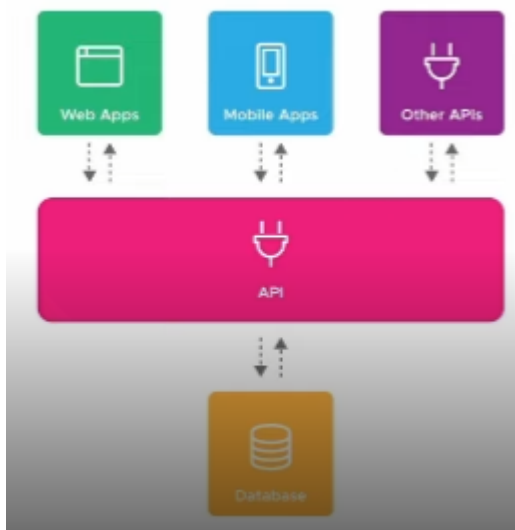 Web Apps
Mobile Apps
Other APIs
API
Database